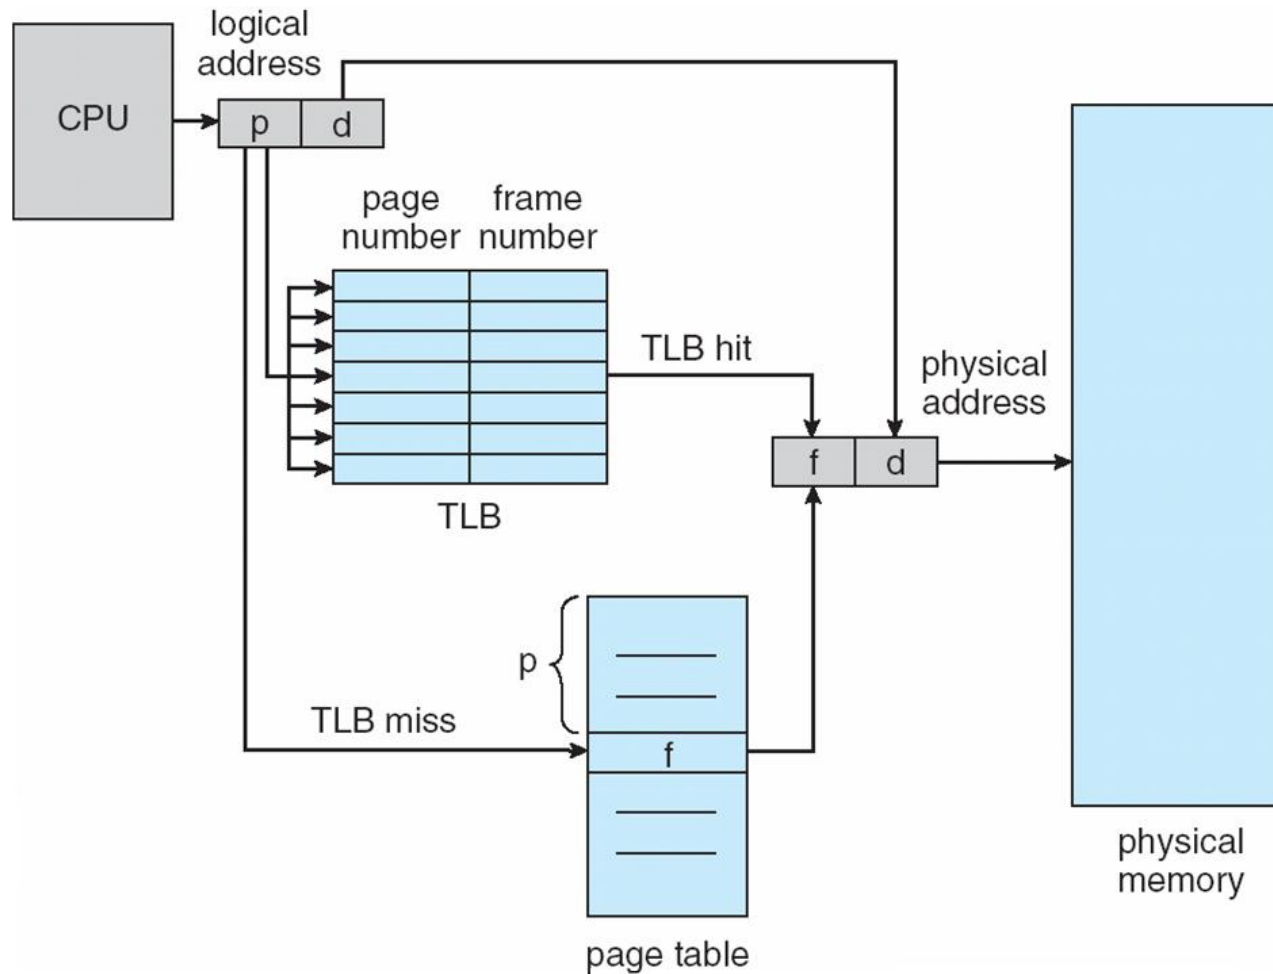 logical
address
CPU
p
d
page
number
frame
number
TLB hit
physical
address
f
d
TLB
p
TLB miss
f
physical
memory
page table